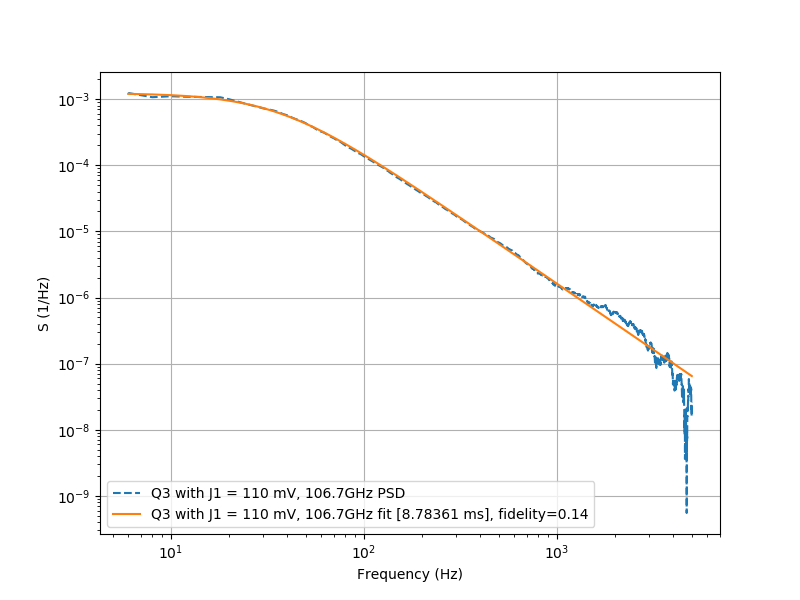 10⁻³
10⁻⁴
10⁻⁵
10⁻⁶
10⁻⁷
10⁻⁸
10⁻⁹
S (1/Hz)
Q3 with J1 = 110 mV, 106.7GHz PSD
Q3 with J1 = 110 mV, 106.7GHz fit [8.78361 ms], fidelity=0.14
10¹ 10² 10³
Frequency (Hz)